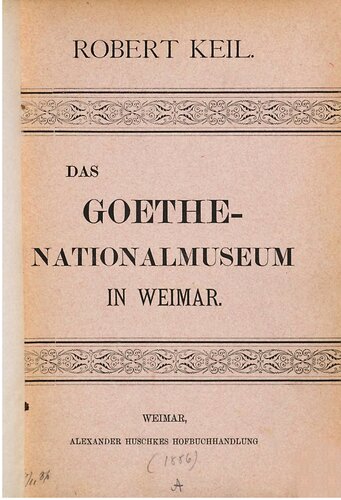 ROBERT KEIL.
DAS
GOETHE-
NATIONALMUSEUM
IN WEIMAR.
WEIMAR,
ALEXANDER HUSCHKES HOFBUCHHANDLUNG
(1886)
A